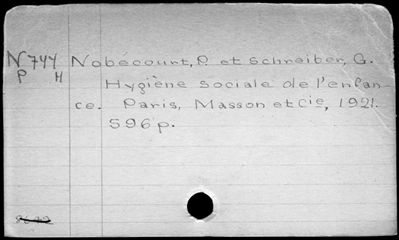 N744 Nobécourt, P. et Schreiber, G.
P H Hygiène sociale de l'enfan-
ce. Paris, Masson et Cie, 1921.
596 p.